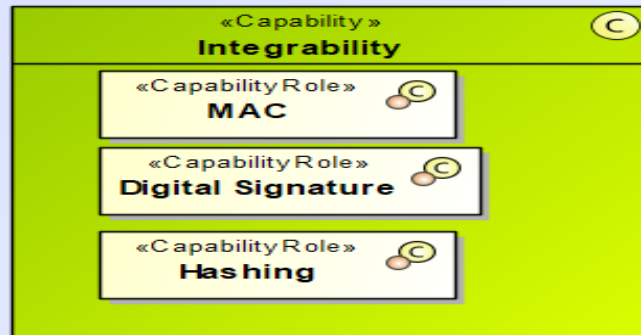 «Capability»
C
Integrability
«Capability Role»
C
MAC
«Capability Role»
C
Digital Signature
«Capability Role»
C
Hashing